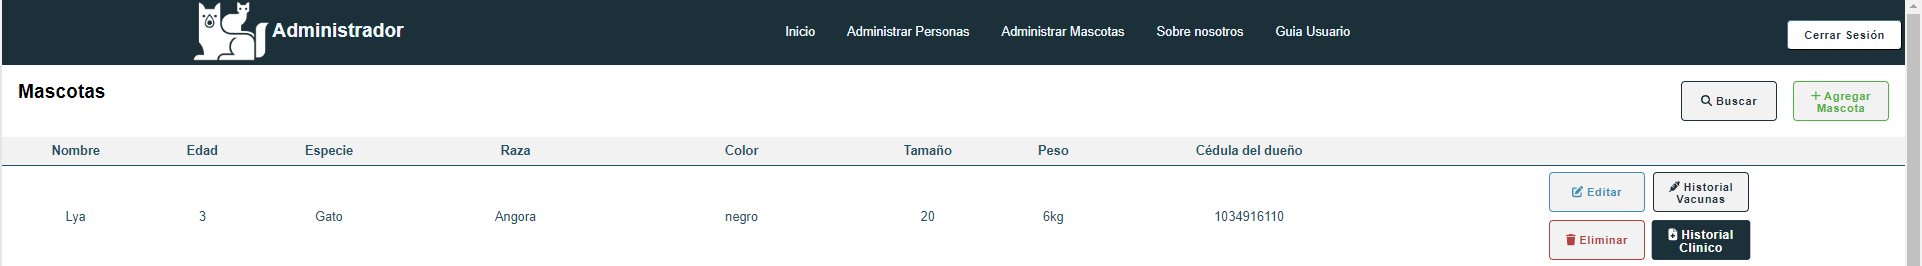 Administrador
Inicio Administrar Personas Administrar Mascotas Sobre nosotros Guia Usuario
Cerrar Sesión
Mascotas
Buscar
Agregar
Mascota
Nombre Edad Especie Raza Color Tamaño Peso Cédula del dueño
Lya 3 Gato Angora negro 20 6kg 1034916110
Editar
Historial
Vacunas
Eliminar
Historial
Clinico